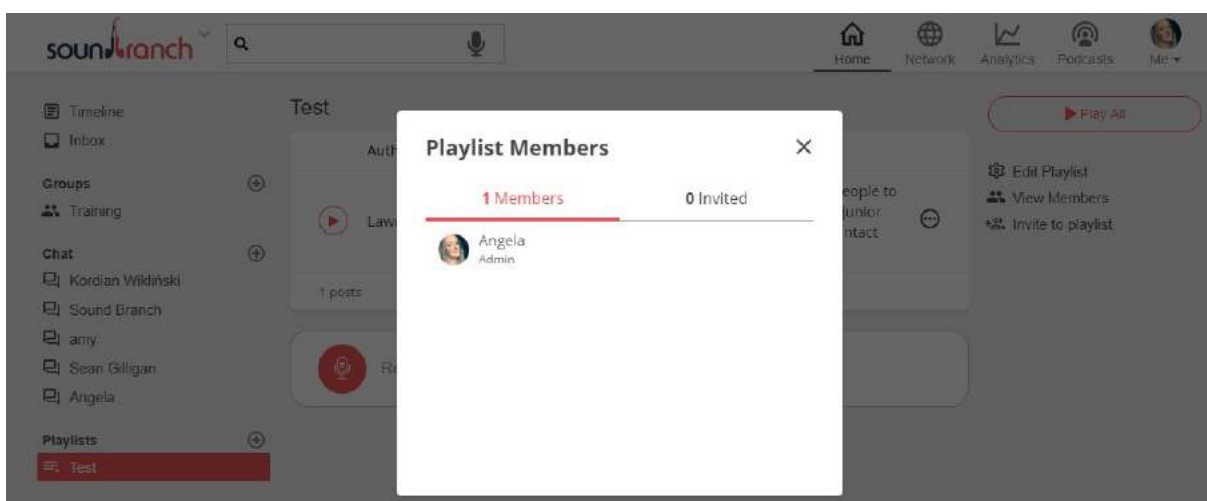 soundbranch
Home
Network
Analytics
Podcasts
Me
Timeline
Inbox
Groups
Training
Chat
Kordian Wikliński
Sound Branch
amy
Sean Gilligan
Angela
Playlists
Test
Test
Auth
Law
1 posts
Re
Playlist Members
1 Members
0 Invited
Angela
Admin
eople to
junior
ntact
Play All
Edit Playlist
View Members
Invite to playlist